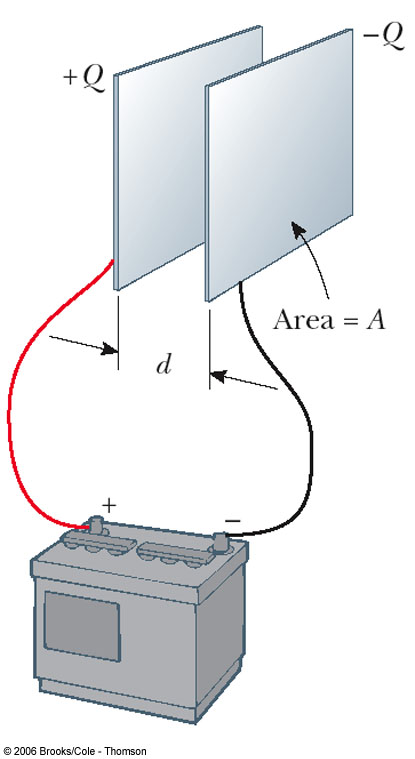 +Q
−Q
Area = A
d
+
−
© 2006 Brooks/Cole - Thomson